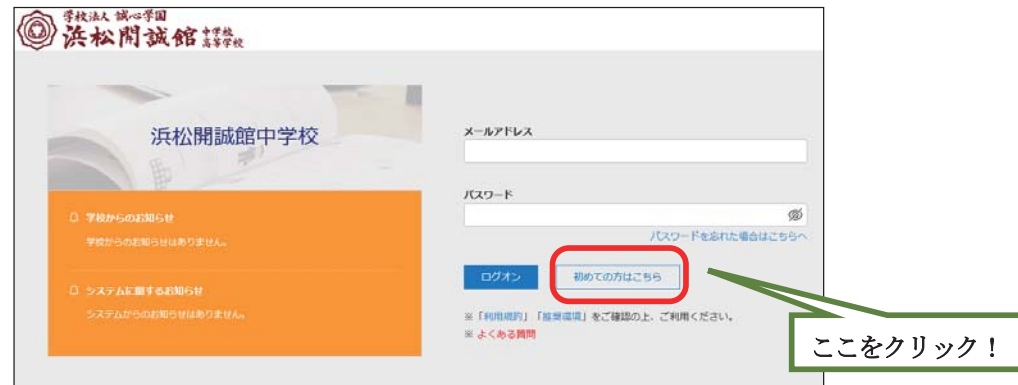 学校法人 誠心学園
浜松開誠館 中学校
高等学校
浜松開誠館中学校
学校からのお知らせ
学校からのお知らせはありません。
システムに関するお知らせ
システムからのお知らせはありません。
メールアドレス
パスワード
パスワードを忘れた場合はこちらへ
ログオン
初めての方はこちら
※「利用規約」「推奨環境」をご確認の上、ご利用ください。
※ よくある質問
ここをクリック！